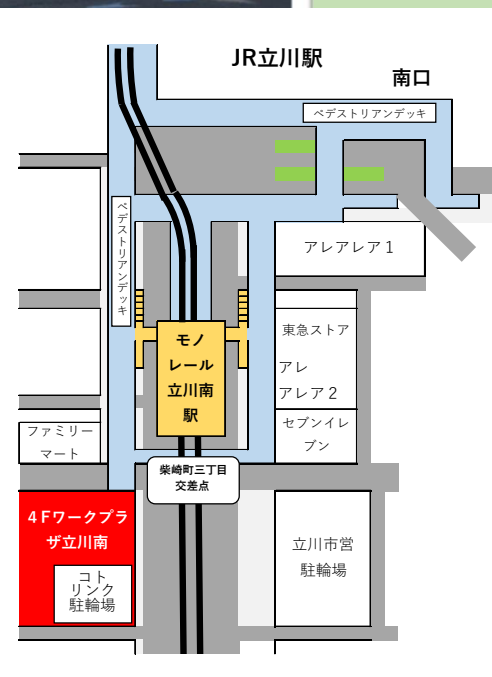 JR立川駅
南口
ペデストリアンデッキ
ペデストリアンデッキ
アレアレア１
モノ
レール
立川南
駅
東急ストア
アレ
アレア２
セブンイレ
ブン
ファミリー
マート
柴崎町三丁目
交差点
４Fワークプラ
ザ立川南
コト
リンク
駐輪場
立川市営
駐輪場